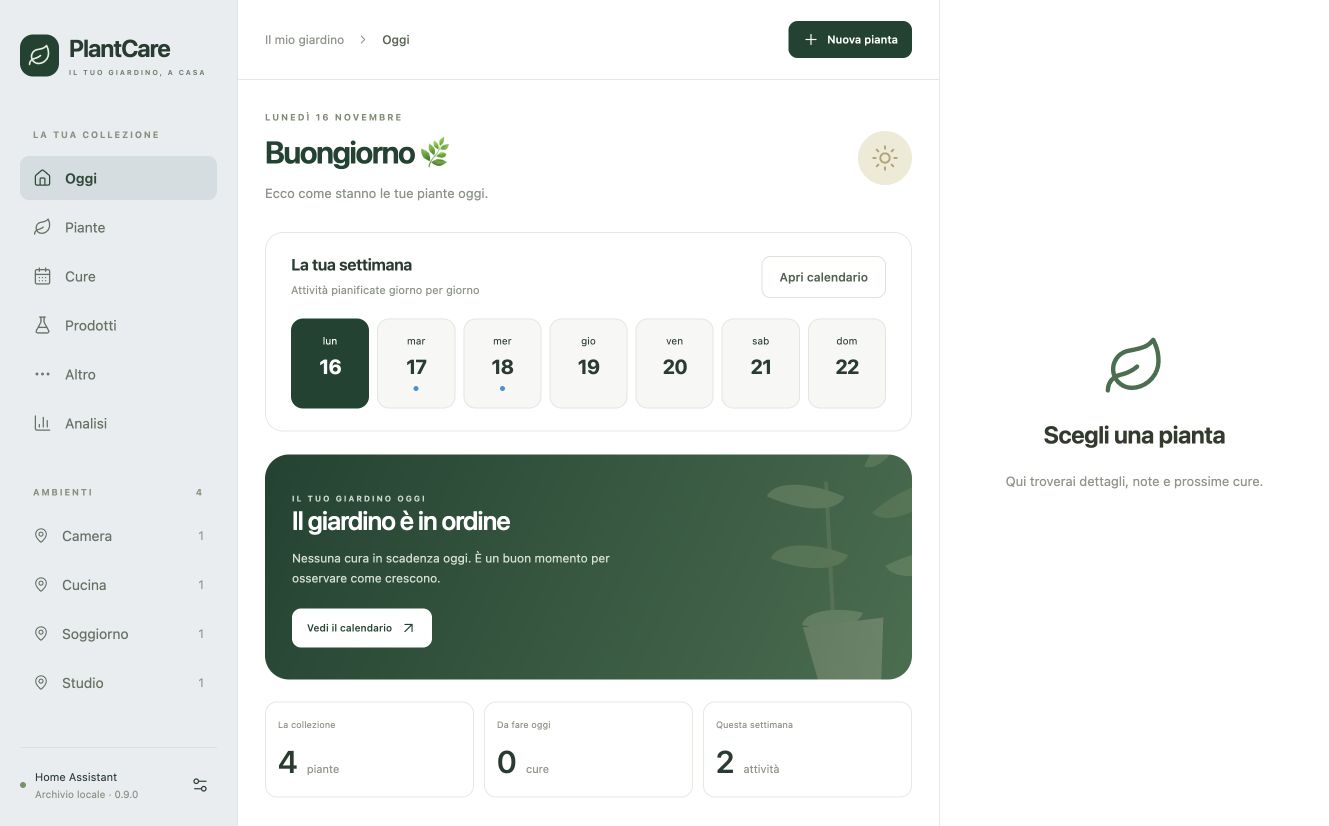 PlantCare
IL TUO GIARDINO, A CASA
LA TUA COLLEZIONE
Oggi
Piante
Cure
Prodotti
Altro
Analisi
AMBIENTI 4
Camera 1
Cucina 1
Soggiorno 1
Studio 1
Home Assistant
Archivio locale · 0.9.0
Il mio giardino > Oggi
Nuova pianta
LUNEDÌ 16 NOVEMBRE
Buongiorno 🌿
Ecco come stanno le tue piante oggi.
La tua settimana
Attività pianificate giorno per giorno
Apri calendario
lun mar mer gio ven sab dom
16 17 18 19 20 21 22
IL TUO GIARDINO OGGI
Il giardino è in ordine
Nessuna cura in scadenza oggi. È un buon momento per
osservare come crescono.
Vedi il calendario
La collezione
4 piante
Da fare oggi
0 cure
Questa settimana
2 attività
Scegli una pianta
Qui troverai dettagli, note e prossime cure.